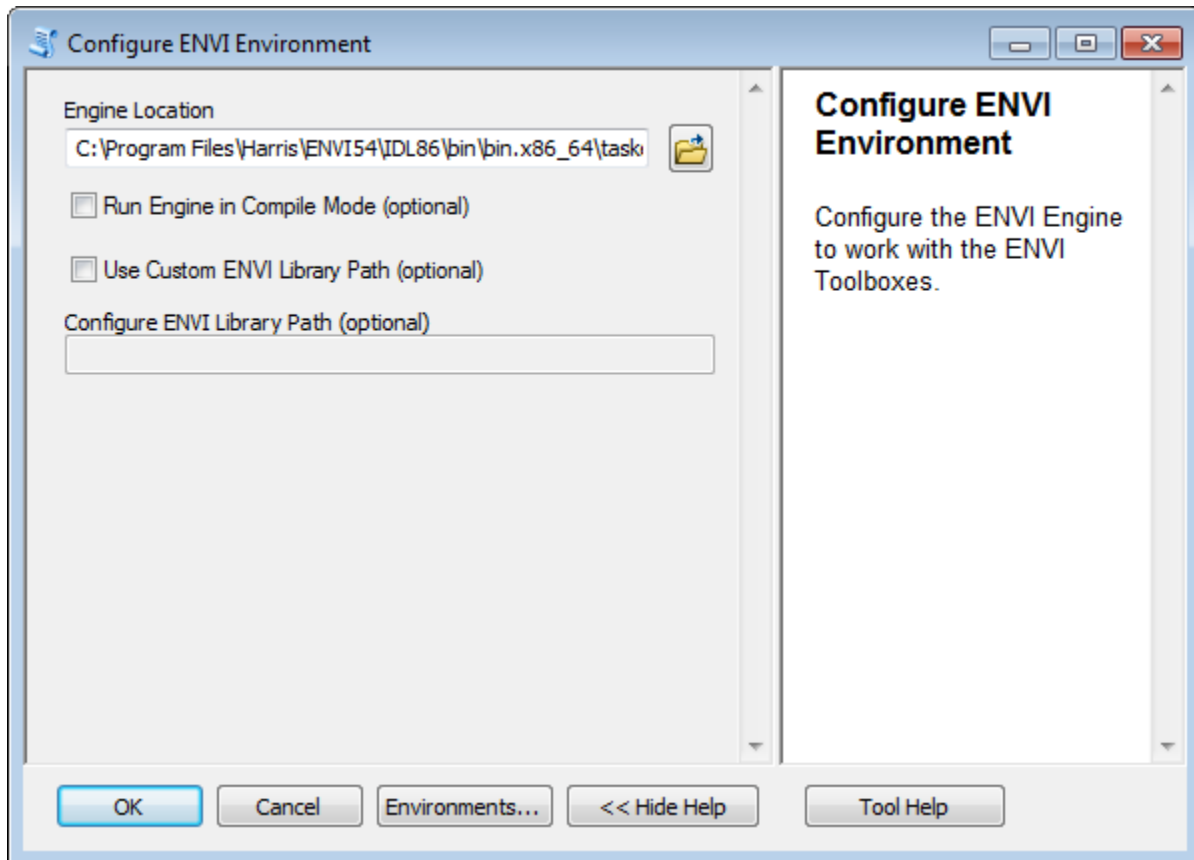 Configure ENVI Environment
Engine Location
C:\Program Files\Harris\ENVI54\IDL86\bin\bin.x86_64\task
Run Engine in Compile Mode (optional)
Use Custom ENVI Library Path (optional)
Configure ENVI Library Path (optional)
Configure ENVI
Environment
Configure the ENVI Engine
to work with the ENVI
Toolboxes.
OK
Cancel
Environments...
<< Hide Help
Tool Help